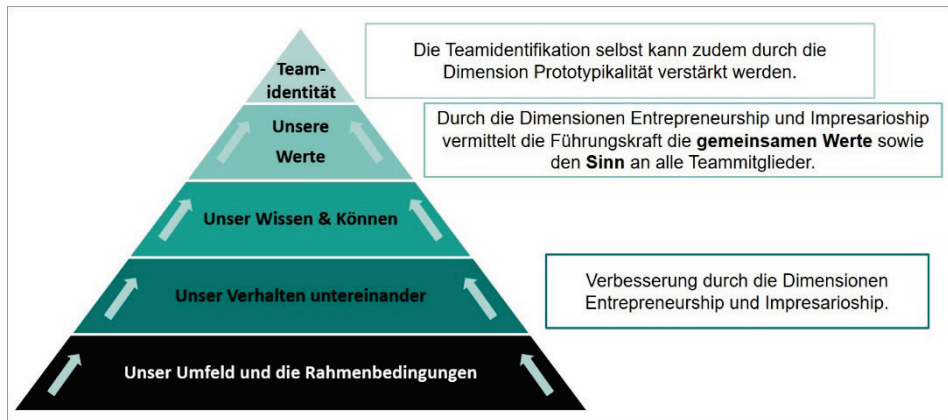 Team-
identität
Die Teamidentifikation selbst kann zudem durch die
Dimension Prototypikalität verstärkt werden.
Unsere
Werte
Durch die Dimensionen Entrepreneurship und Impresarioship
vermittelt die Führungskraft die gemeinsamen Werte sowie
den Sinn an alle Teammitglieder.
Unser Wissen & Können
Unser Verhalten untereinander
Verbesserung durch die Dimensionen
Entrepreneurship und Impresarioship.
Unser Umfeld und die Rahmenbedingungen